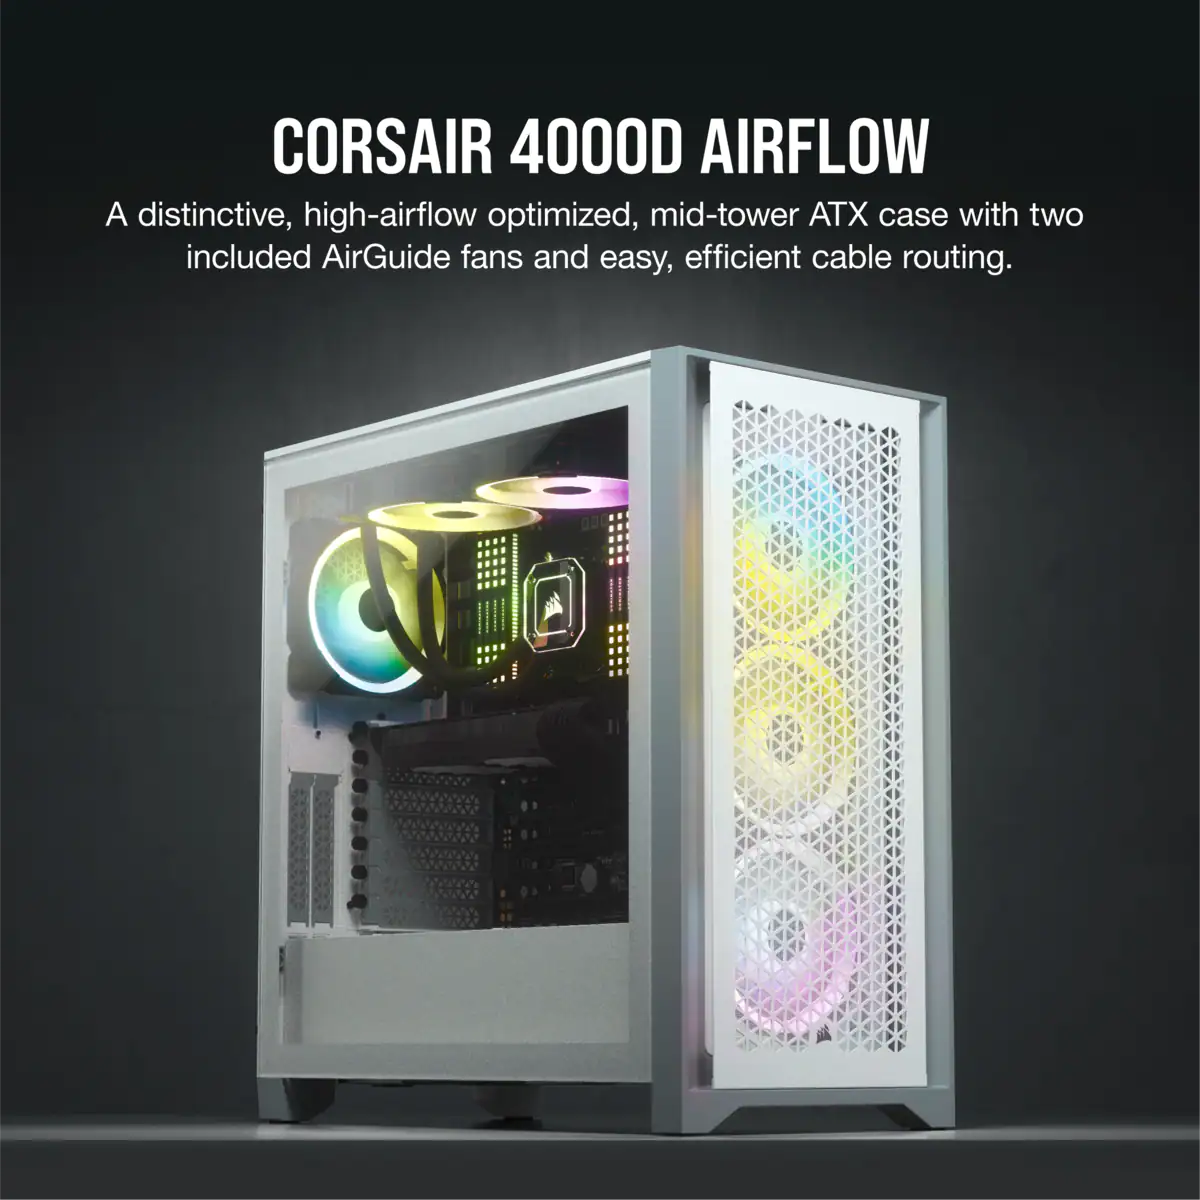 CORSAIR 4000D AIRFLOW
A distinctive, high-airflow optimized, mid-tower ATX case with two
included AirGuide fans and easy, efficient cable routing.